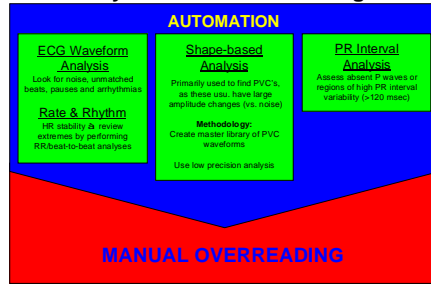 AUTOMATION
ECG Waveform
Analysis
Look for noise, unmatched
beats, pauses and arrhythmias
Rate & Rhythm
HR stability & review
extremes by performing
RR/beat-to-beat analyses
Shape-based
Analysis
Primarily used to find PVC's,
as these usu. have large
amplitude changes (vs. noise)
Methodology:
Create master library of PVC
waveforms
Use low precision analysis
PR Interval
Analysis
Assess absent P waves or
regions of high PR interval
variability (>120 msec)
MANUAL OVERREADING